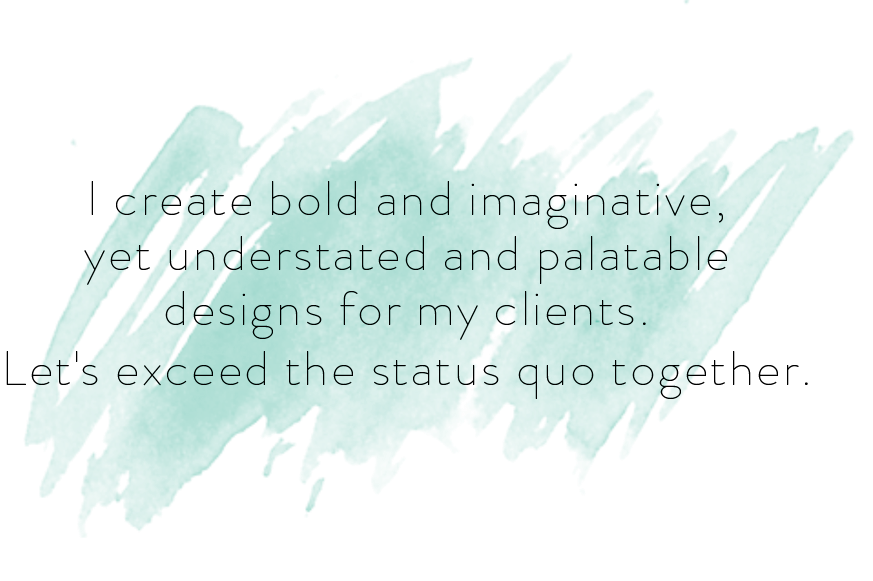 I create bold and imaginative,
yet understated and palatable
designs for my clients.
Let's exceed the status quo together.